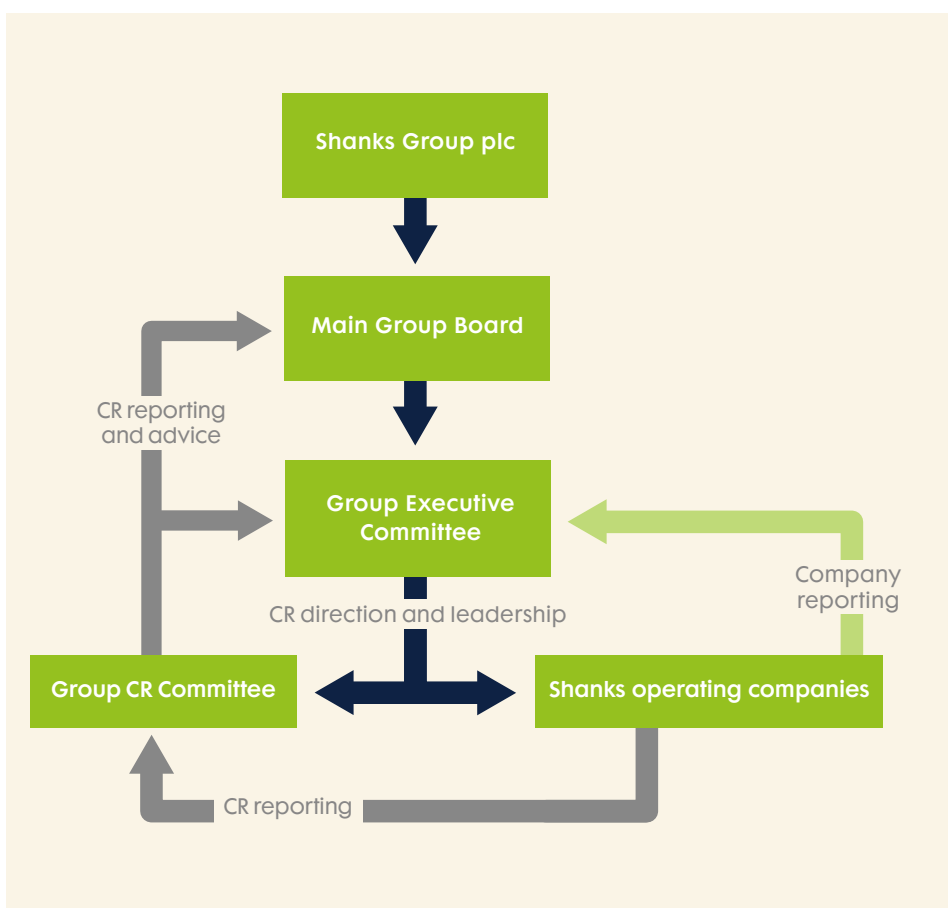 Shanks Group plc
Main Group Board
CR reporting
and advice
Group Executive
Committee
Company
reporting
CR direction and leadership
Group CR Committee
Shanks operating companies
CR reporting